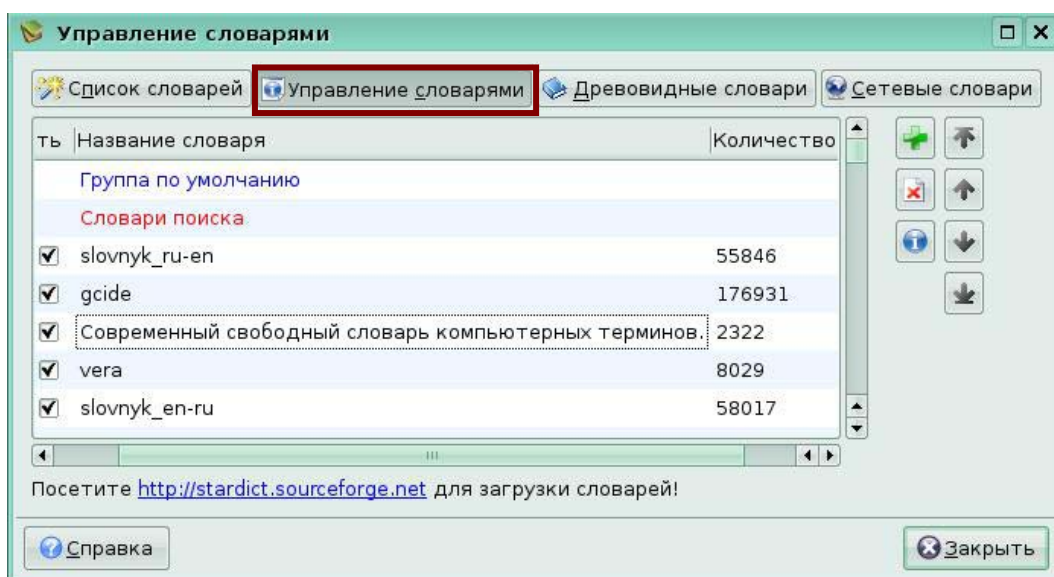 Управление словарями
Список словарей Управление словарями Древовидные словари Сетевые словари
ть Название словаря Количество
Группа по умолчанию
Словари поиска
slovnyk_ru-en 55846
gcide 176931
Современный свободный словарь компьютерных терминов. 2322
vera 8029
slovnyk_en-ru 58017
Посетите http://stardict.sourceforge.net для загрузки словарей!
Справка Закрыть